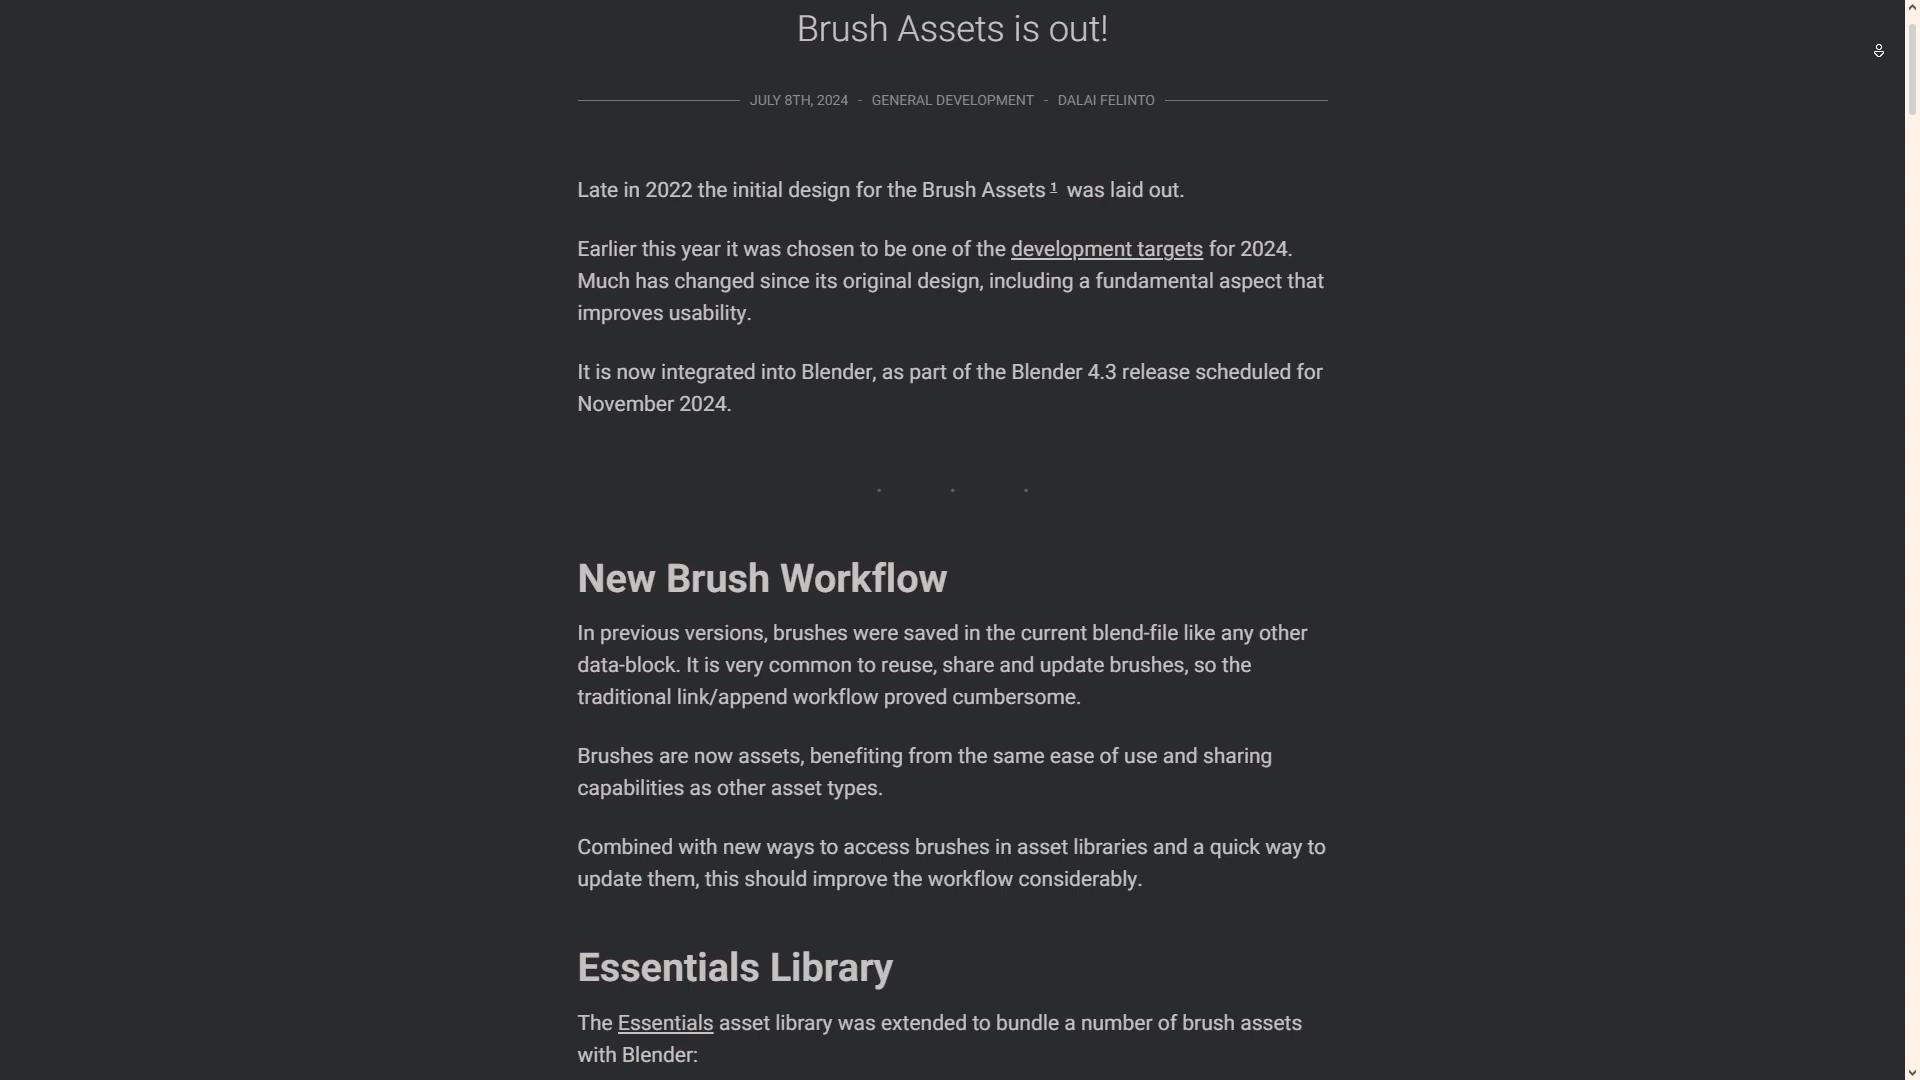 Brush Assets is out!
JULY 8TH, 2024 - GENERAL DEVELOPMENT - DALAI FELINTO
Late in 2022 the initial design for the Brush Assets 1 was laid out.
Earlier this year it was chosen to be one of the development targets for 2024.
Much has changed since its original design, including a fundamental aspect that
improves usability.
It is now integrated into Blender, as part of the Blender 4.3 release scheduled for
November 2024.
. . .
New Brush Workflow
In previous versions, brushes were saved in the current blend-file like any other
data-block. It is very common to reuse, share and update brushes, so the
traditional link/append workflow proved cumbersome.
Brushes are now assets, benefiting from the same ease of use and sharing
capabilities as other asset types.
Combined with new ways to access brushes in asset libraries and a quick way to
update them, this should improve the workflow considerably.
Essentials Library
The Essentials asset library was extended to bundle a number of brush assets
with Blender: